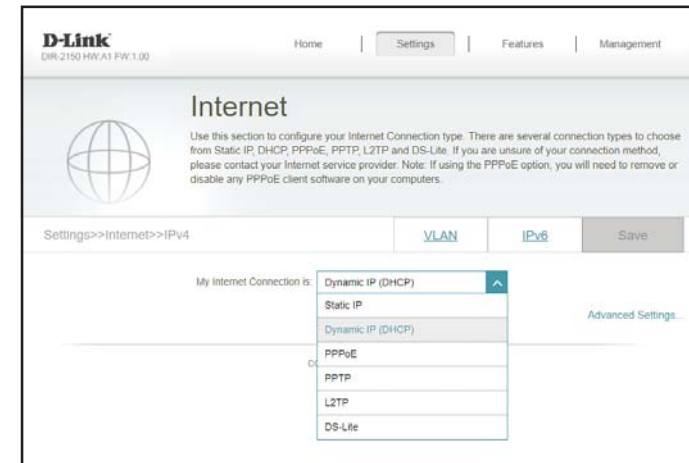 D-Link
DIR-2150 HW:A1 FW:1.00
Home | Settings | Features | Management
Internet
Use this section to configure your Internet Connection type. There are several connection types to choose
from Static IP, DHCP, PPPoE, PPTP, L2TP and DS-Lite. If you are unsure of your connection method,
please contact your Internet service provider. Note: If using the PPPoE option, you will need to remove or
disable any PPPoE client software on your computers.
Settings>>Internet>>IPv4
VLAN
IPv6
Save
My Internet Connection is: Dynamic IP (DHCP)
Static IP
Dynamic IP (DHCP)
PPPoE
PPTP
L2TP
DS-Lite
Advanced Settings...